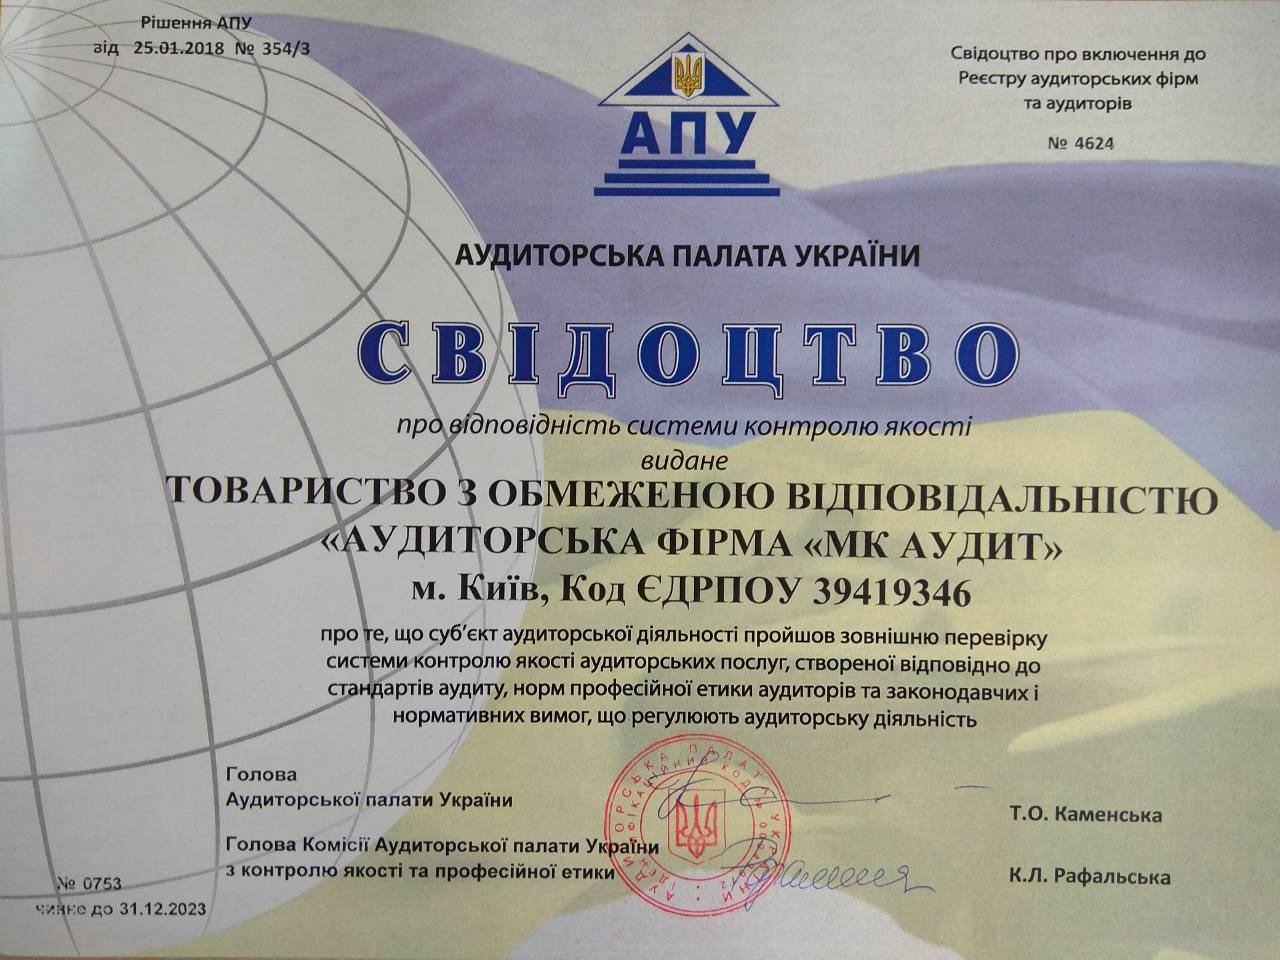 Рішення АПУ
від 25.01.2018 № 354/3
Свідоцтво про включення до
Реєстру аудиторських фірм
та аудиторів
№ 4624
АПУ
АУДИТОРСЬКА ПАЛАТА УКРАЇНИ
СВІДОЦТВО
про відповідність системи контролю якості
видане
ТОВАРИСТВО З ОБМЕЖЕНОЮ ВІДПОВІДАЛЬНІСТЮ
«АУДИТОРСЬКА ФІРМА «МК АУДИТ»
м. Київ, Код ЄДРПОУ 39419346
про те, що суб’єкт аудиторської діяльності пройшов зовнішню перевірку
системи контролю якості аудиторських послуг, створеної відповідно до
стандартів аудиту, норм професійної етики аудиторів та законодавчих і
нормативних вимог, що регулюють аудиторську діяльність
Голова
Аудиторської палати України
Т.О. Каменська
Голова Комісії Аудиторської палати України
з контролю якості та професійної етики
К.Л. Рафальська
АУДИТОРСЬКА ПАЛАТА УКРАЇНИ
№ 0753
чинне до 31.12.2023